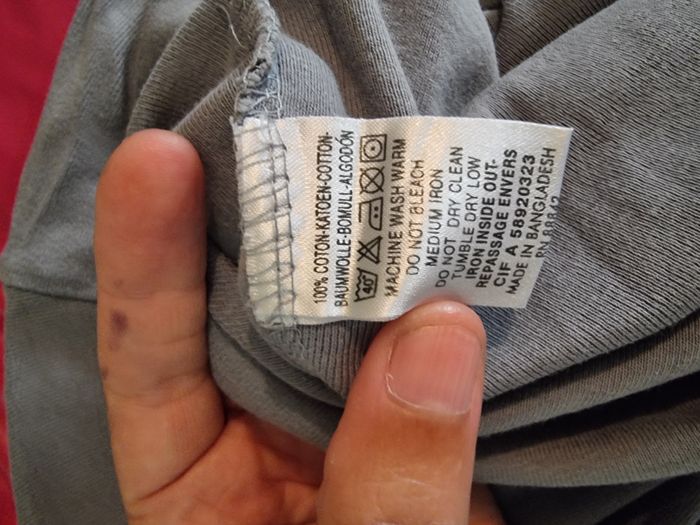 100% COTON-KATOEN-COTTON-
BAUMWOLLE-BOMULL-ALGODON
40°
MACHINE WASH WARM
DO NOT BLEACH
MEDIUM IRON
DO NOT DRY CLEAN
TUMBLE DRY LOW
IRON INSIDE OUT-
REPASSAGE ENVERS
CIF A 58920323
MADE IN BANGLADESH